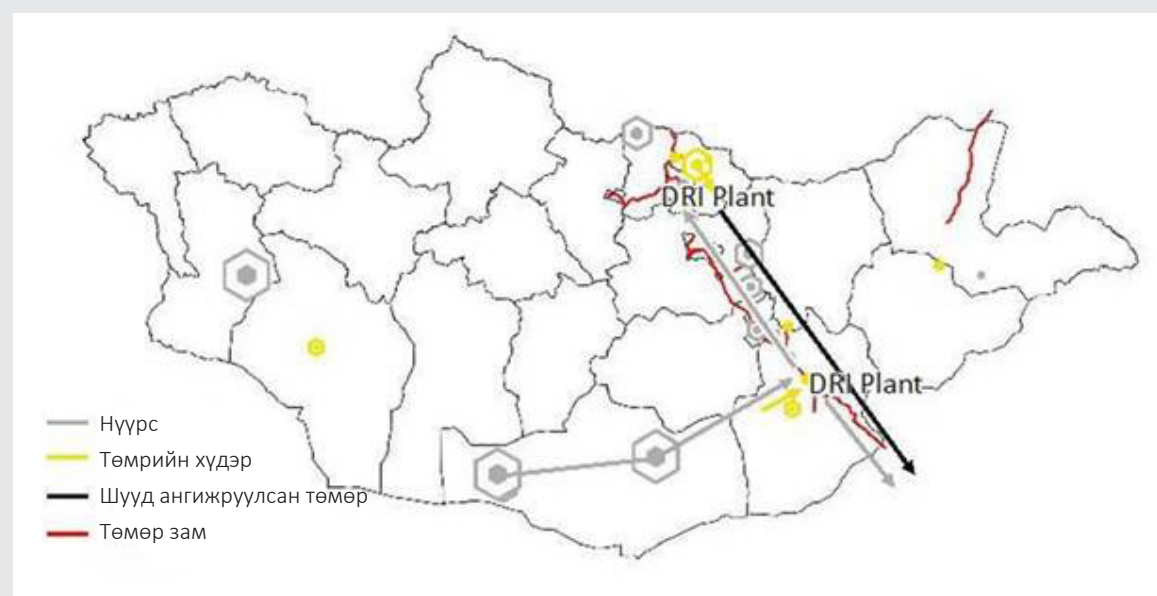 DRI Plant
DRI Plant
Нүүрс
Төмрийн хүдэр
Шууд ангижруулсан төмөр
Төмөр зам